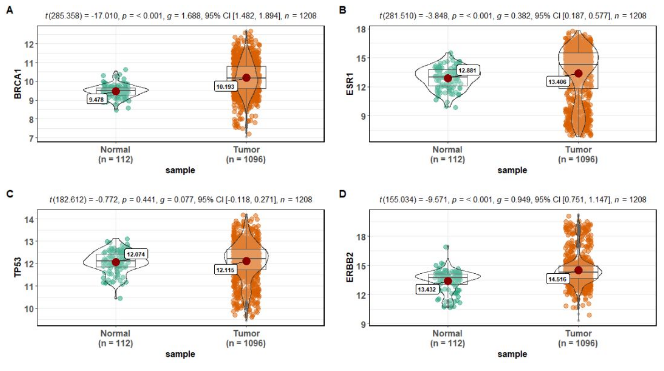 A
t(285.358) = -17.010, p = < 0.001, g = 1.688, 95% CI [1.482, 1.894], n = 1208
BRCA1
12
11
10
9
8
7
9.478
10.193
Normal
(n = 112)
Tumor
(n = 1096)
sample
B
t(281.510) = -3.848, p = < 0.001, g = 0.382, 95% CI [0.187, 0.577], n = 1208
ESR1
18
15
12
9
12.881
13.406
Normal
(n = 112)
Tumor
(n = 1096)
sample
C
t(182.612) = -0.772, p = 0.441, g = 0.077, 95% CI [-0.118, 0.271], n = 1208
TP53
14
13
12
11
10
12.074
12.115
Normal
(n = 112)
Tumor
(n = 1096)
sample
D
t(155.034) = -9.571, p = < 0.001, g = 0.949, 95% CI [0.751, 1.147], n = 1208
ERBB2
18
15
12
9
13.432
14.516
Normal
(n = 112)
Tumor
(n = 1096)
sample